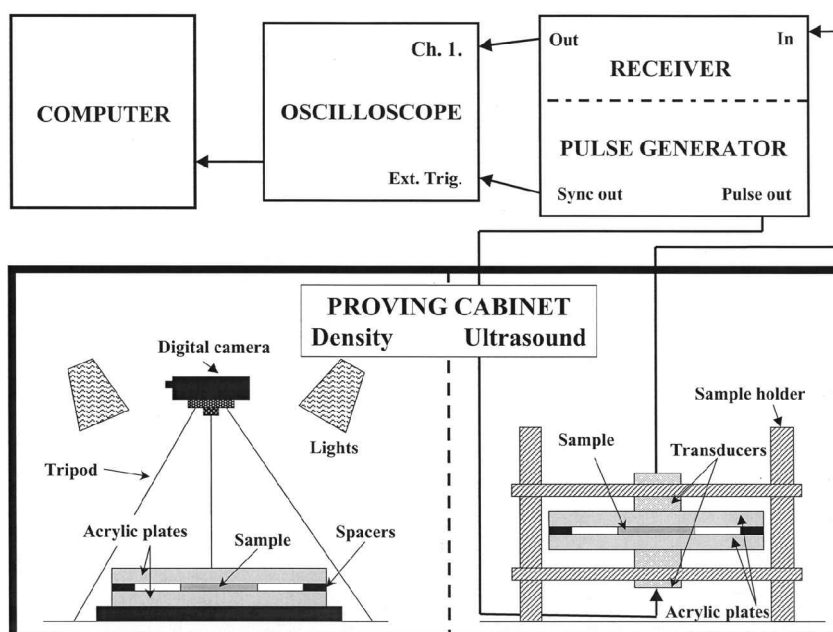 COMPUTER
Ch. 1.
OSCILLOSCOPE
Ext. Trig.
Out
In
RECEIVER
PULSE GENERATOR
Sync out
Pulse out
PROVING CABINET
Density
Ultrasound
Digital camera
Lights
Tripod
Acrylic plates
Sample
Spacers
Sample holder
Sample
Transducers
Acrylic plates